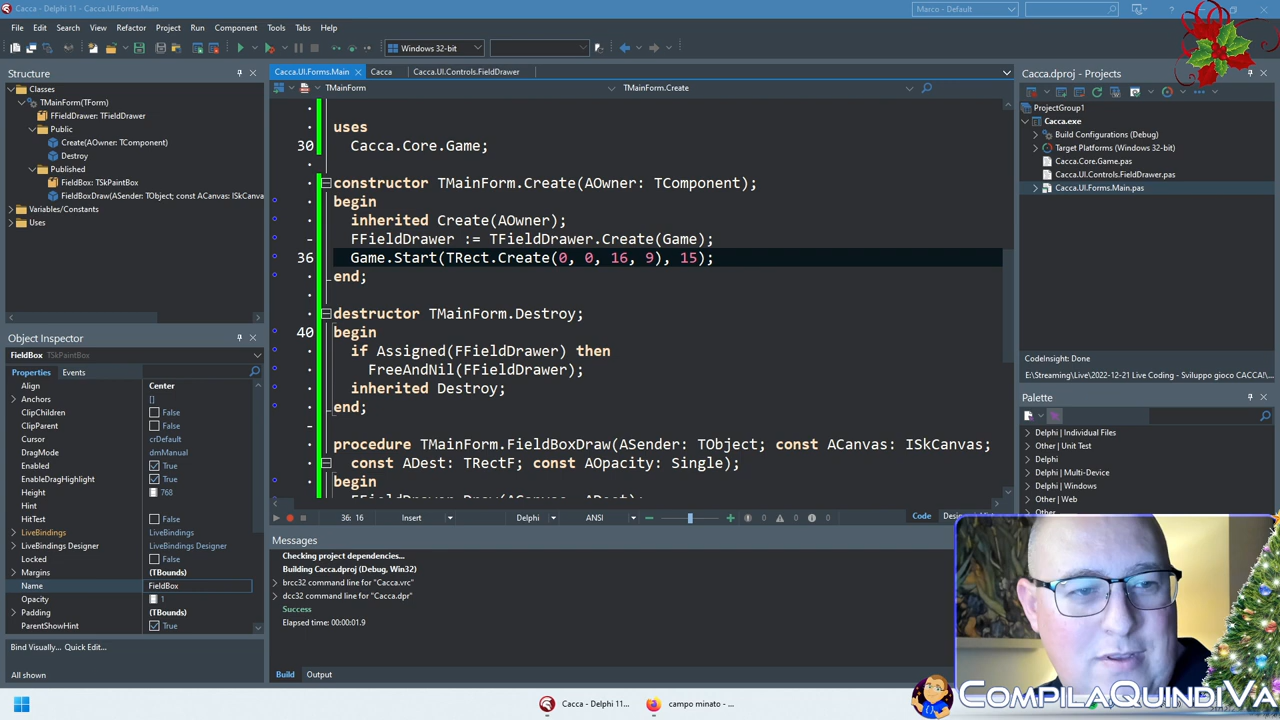 Cacca - Delphi 11 - Cacca.UI.Forms.Main
Marco - Default
File Edit Search View Refactor Project Run Component Tools Tabs Help
Windows 32-bit
Structure
Classes
TMainForm(TForm)
FFieldDrawer: TFieldDrawer
Public
Create(AOwner: TComponent)
Destroy
Published
FieldBox: TSkPaintBox
FieldBoxDraw(ASender: TObject; const ACanvas: ISkCanvas
Variables/Constants
Uses
Object Inspector
FieldBox TSkPaintBox
Properties Events
Align Center
Anchors []
ClipChildren False
ClipParent False
Cursor crDefault
DragMode dmManual
Enabled True
EnableDragHighlight True
Height 768
Hint
HitTest False
LiveBindings LiveBindings
LiveBindings Designer LiveBindings Designer
Locked False
Margins (TBounds)
Name FieldBox
Opacity 1
Padding (TBounds)
ParentShowHint True
Bind Visually... Quick Edit...
All shown
Cacca.UI.Forms.Main Cacca Cacca.UI.Controls.FieldDrawer
TMainForm TMainForm.Create
uses
30 Cacca.Core.Game;
constructor TMainForm.Create(AOwner: TComponent);
begin
inherited Create(AOwner);
FFieldDrawer := TFieldDrawer.Create(Game);
36 Game.Start(TRect.Create(0, 0, 16, 9), 15);
end;
destructor TMainForm.Destroy;
40 begin
if Assigned(FFieldDrawer) then
FreeAndNil(FFieldDrawer);
inherited Destroy;
end;
procedure TMainForm.FieldBoxDraw(ASender: TObject; const ACanvas: ISkCanvas;
const ADest: TRectF; const AOpacity: Single);
begin
FFieldDrawer.Draw(ACanvas, ADest);
36: 16 Insert Delphi ANSI 0 0 0 Code
Messages
Checking project dependencies...
Building Cacca.dproj (Debug, Win32)
brcc32 command line for "Cacca.vrc"
dcc32 command line for "Cacca.dpr"
Success
Elapsed time: 00:00:01.9
Build Output
Cacca.dproj - Projects
ProjectGroup1
Cacca.exe
Build Configurations (Debug)
Target Platforms (Windows 32-bit)
Cacca.Core.Game.pas
Cacca.UI.Controls.FieldDrawer.pas
Cacca.UI.Forms.Main.pas
CodeInsight: Done
E:\Streaming\Live\2022-12-21 Live Coding - Sviluppo gioco CACCA!\...
Palette
Delphi | Individual Files
Other | Unit Test
Delphi
Delphi | Multi-Device
Delphi | Windows
Other | Web
Other
Cacca - Delphi 11... campo minato - ...
COMPILAQUINDIVA